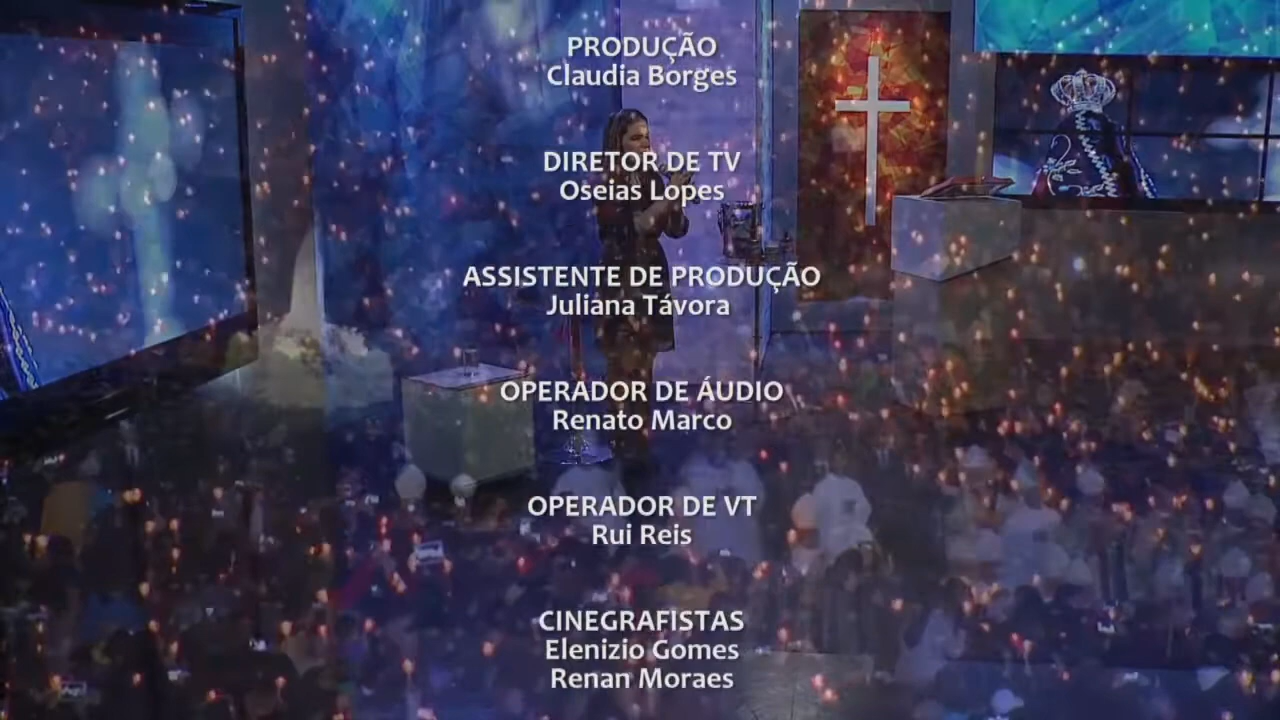 PRODUÇÃO
Claudia Borges
DIRETOR DE TV
Oseias Lopes
ASSISTENTE DE PRODUÇÃO
Juliana Távora
OPERADOR DE ÁUDIO
Renato Marco
OPERADOR DE VT
Rui Reis
CINEGRAFISTAS
Elenizio Gomes
Renan Moraes